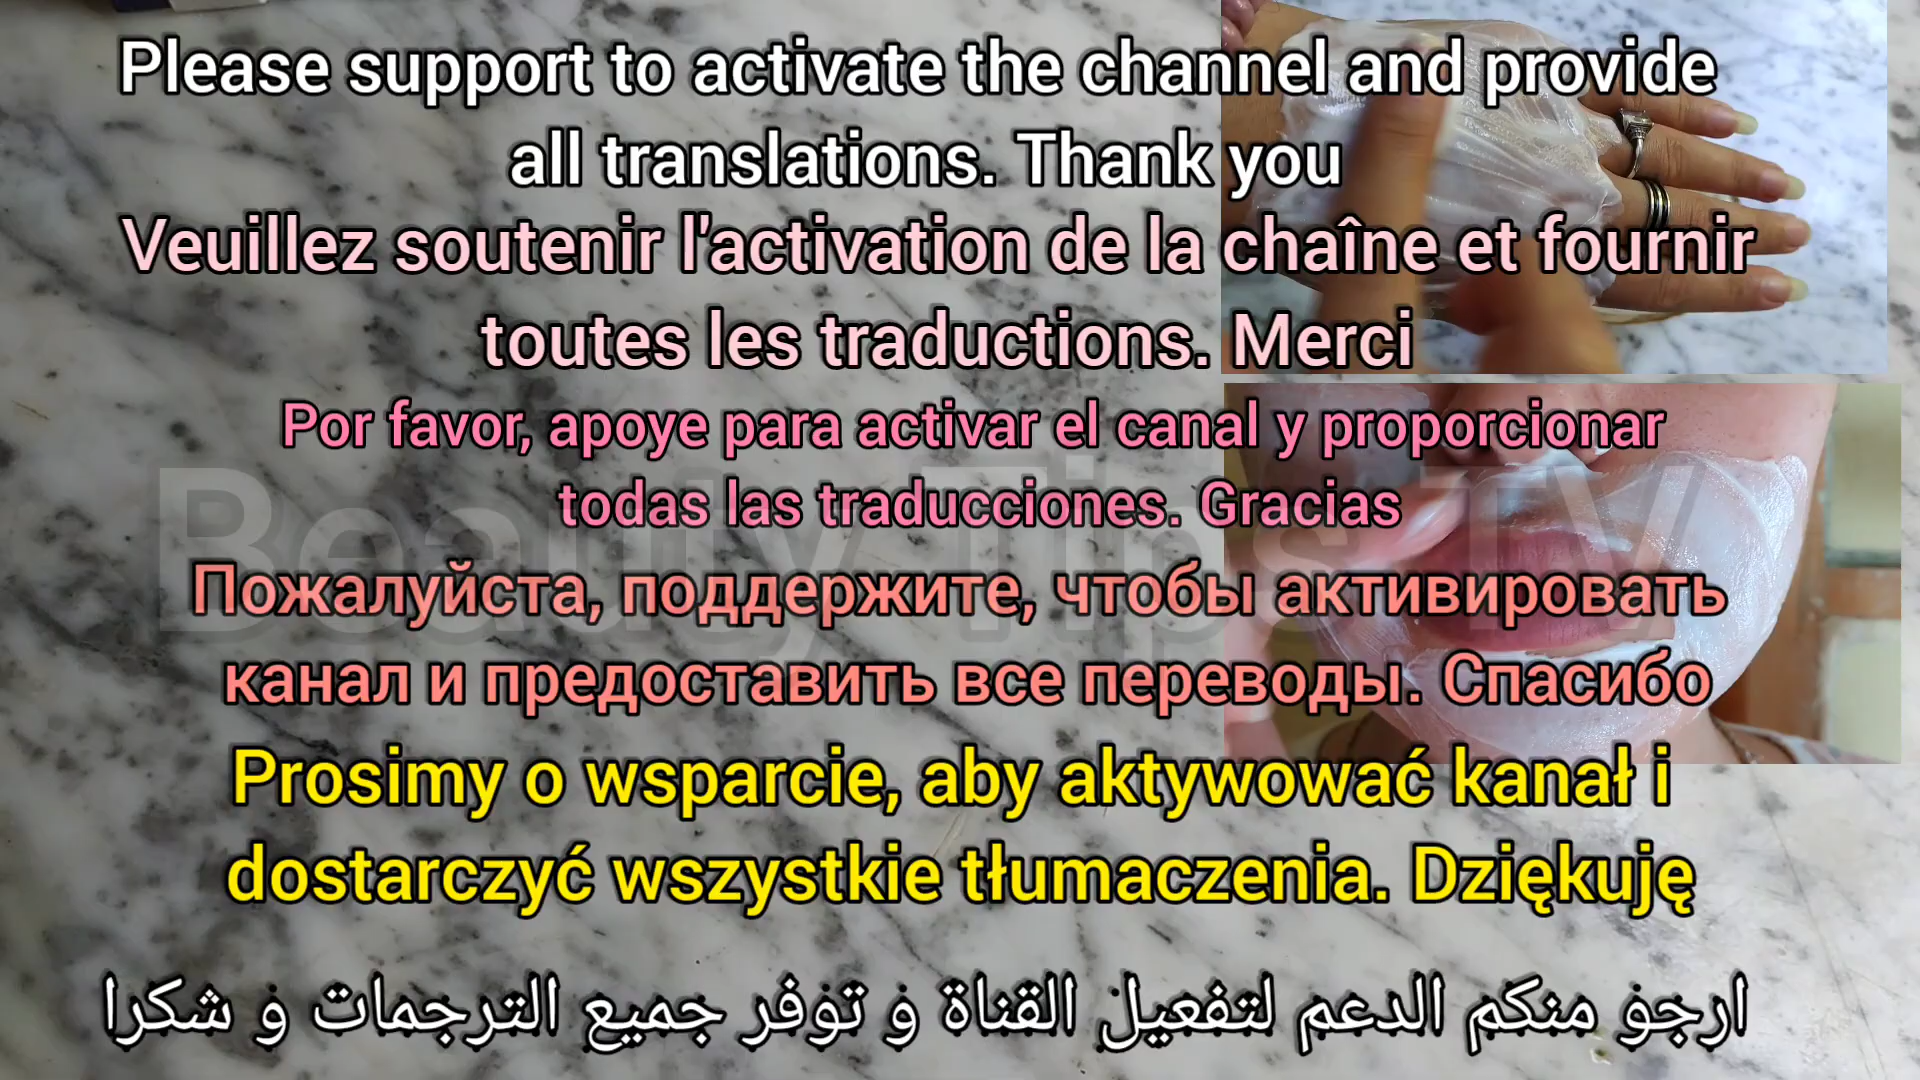 Please support to activate the channel and provide
all translations. Thank you
Veuillez soutenir l'activation de la chaîne et fournir
toutes les traductions. Merci
Por favor, apoye para activar el canal y proporcionar
todas las traducciones. Gracias
Beauty Tips TV
Пожалуйста, поддержите, чтобы активировать
канал и предоставить все переводы. Спасибо
Prosimy o wsparcie, aby aktywować kanał i
dostarczyć wszystkie tłumaczenia. Dziękuję
ارجو منكم الدعم لتفعيل القناة و توفر جميع الترجمات و شكرا